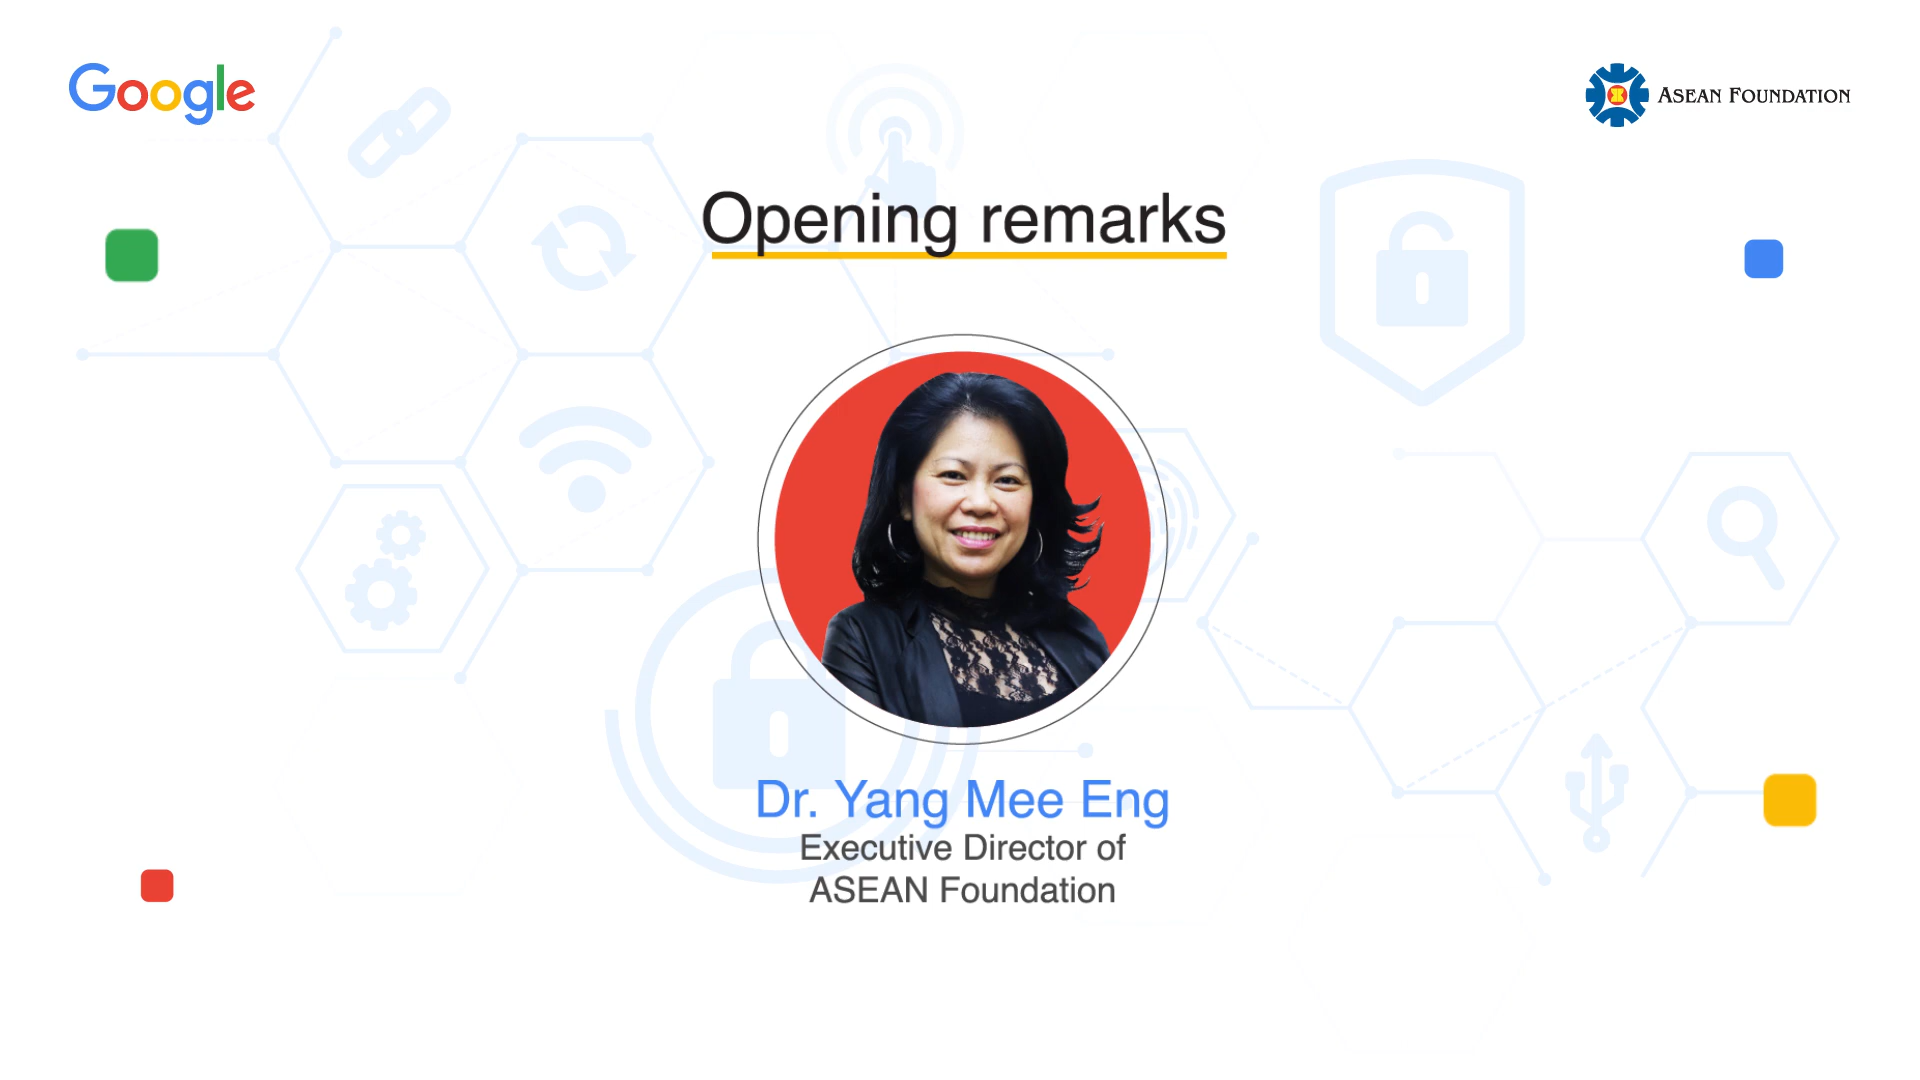 Google
ASEAN FOUNDATION
Opening remarks
Dr. Yang Mee Eng
Executive Director of
ASEAN Foundation